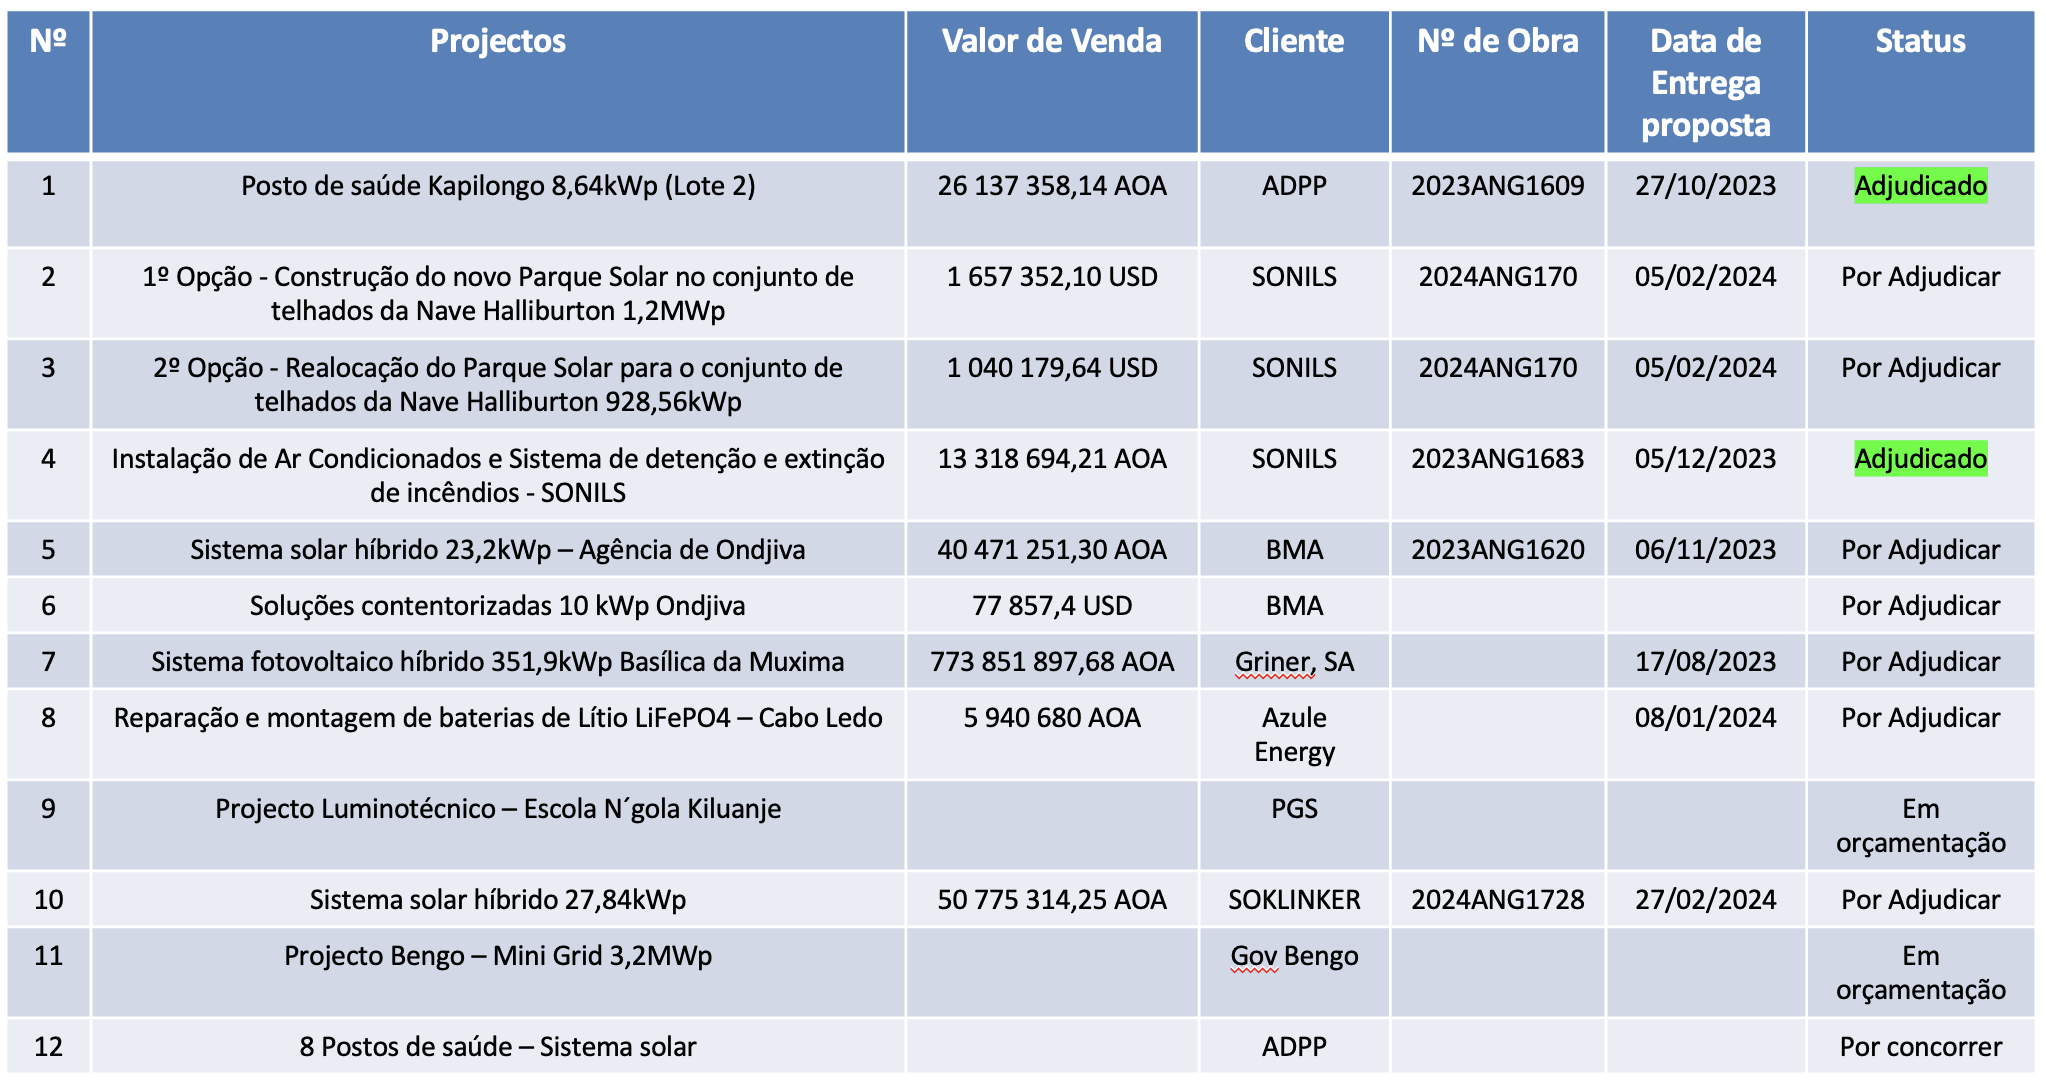 Nº Projectos Valor de Venda Cliente Nº de Obra Data de Entrega proposta Status
1 Posto de saúde Kapilongo 8,64kWp (Lote 2) 26 137 358,14 AOA ADPP 2023ANG1609 27/10/2023 Adjudicado
2 1º Opção - Construção do novo Parque Solar no conjunto de telhados da Nave Halliburton 1,2MWp 1 657 352,10 USD SONILS 2024ANG170 05/02/2024 Por Adjudicar
3 2º Opção - Realocação do Parque Solar para o conjunto de telhados da Nave Halliburton 928,56kWp 1 040 179,64 USD SONILS 2024ANG170 05/02/2024 Por Adjudicar
4 Instalação de Ar Condicionados e Sistema de detenção e extinção de incêndios - SONILS 13 318 694,21 AOA SONILS 2023ANG1683 05/12/2023 Adjudicado
5 Sistema solar híbrido 23,2kWp – Agência de Ondjiva 40 471 251,30 AOA BMA 2023ANG1620 06/11/2023 Por Adjudicar
6 Soluções contentorizadas 10 kWp Ondjiva 77 857,4 USD BMA Por Adjudicar
7 Sistema fotovoltaico híbrido 351,9kWp Basílica da Muxima 773 851 897,68 AOA Griner, SA 17/08/2023 Por Adjudicar
8 Reparação e montagem de baterias de Lítio LiFePO4 – Cabo Ledo 5 940 680 AOA Azule Energy 08/01/2024 Por Adjudicar
9 Projecto Luminotécnico – Escola N´gola Kiluanje PGS Em orçamentação
10 Sistema solar híbrido 27,84kWp 50 775 314,25 AOA SOKLINKER 2024ANG1728 27/02/2024 Por Adjudicar
11 Projecto Bengo – Mini Grid 3,2MWp Gov Bengo Em orçamentação
12 8 Postos de saúde – Sistema solar ADPP Por concorrer